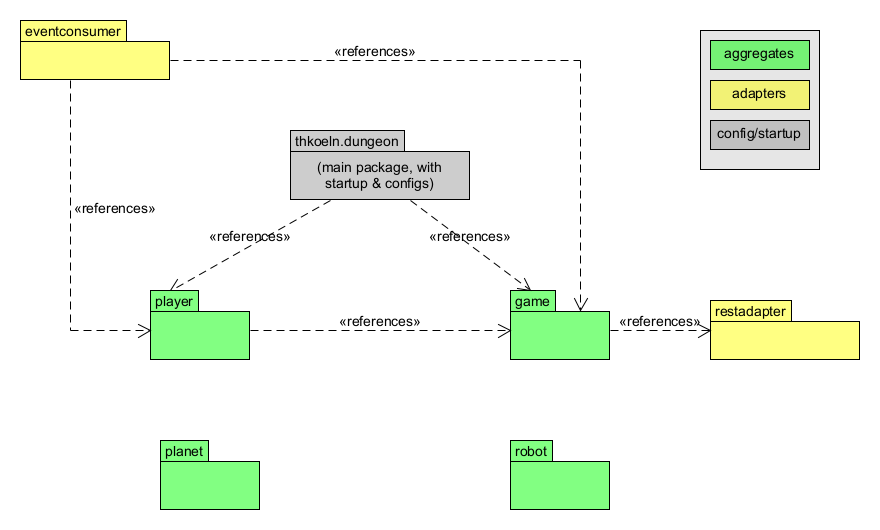 eventconsumer
«references»
aggregates
adapters
config/startup
thkoeln.dungeon
(main package, with
startup & configs)
«references»
«references»
«references»
player
game
«references»
«references»
restadapter
planet
robot